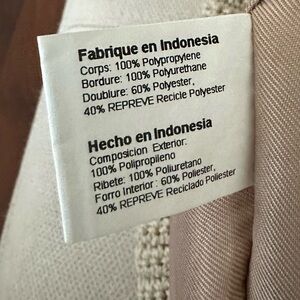 Fabrique en Indonesia
Corps: 100% Polypropylene
Bordure: 100% Polyurethane
Doublure: 60% Polyester,
40% REPREVE Recicle Polyester
Hecho en Indonesia
Composicion Exterior:
100% Polipropileno
Ribete: 100% Poliuretano
Forro Interior: 60% Poliester,
40% REPREVE Reciclado Poliester